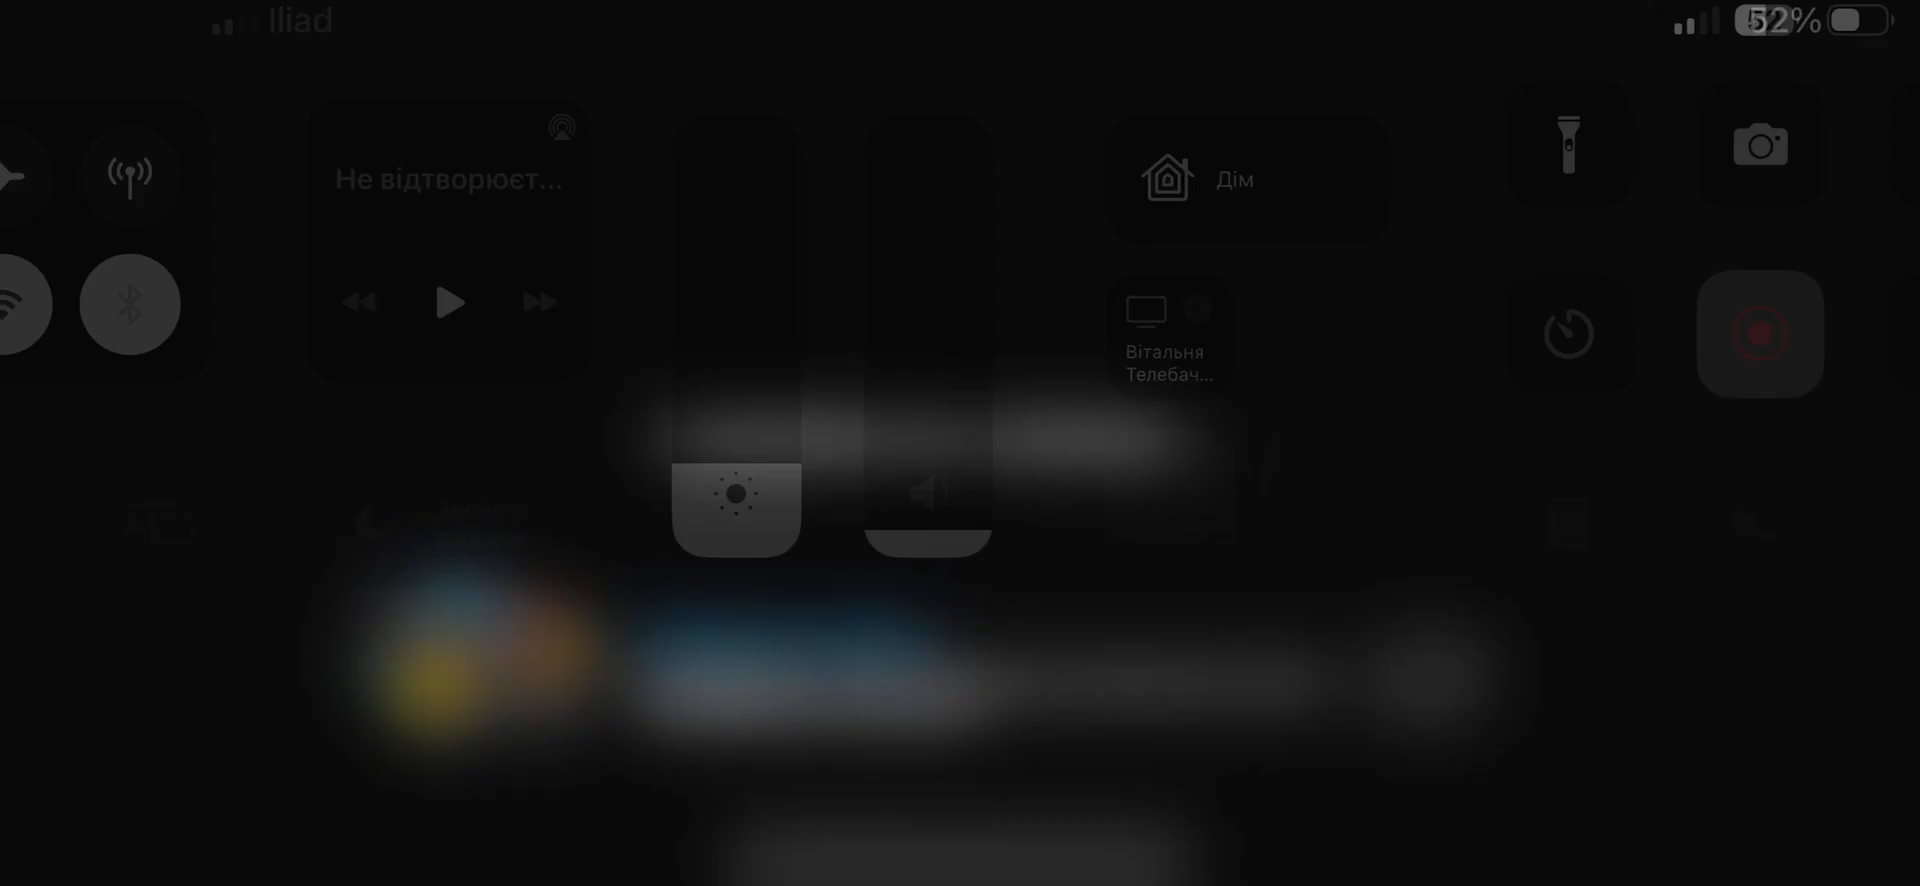 Iliad
52%
Не відтворюєт...
Дім
Вітальня
Телебач...